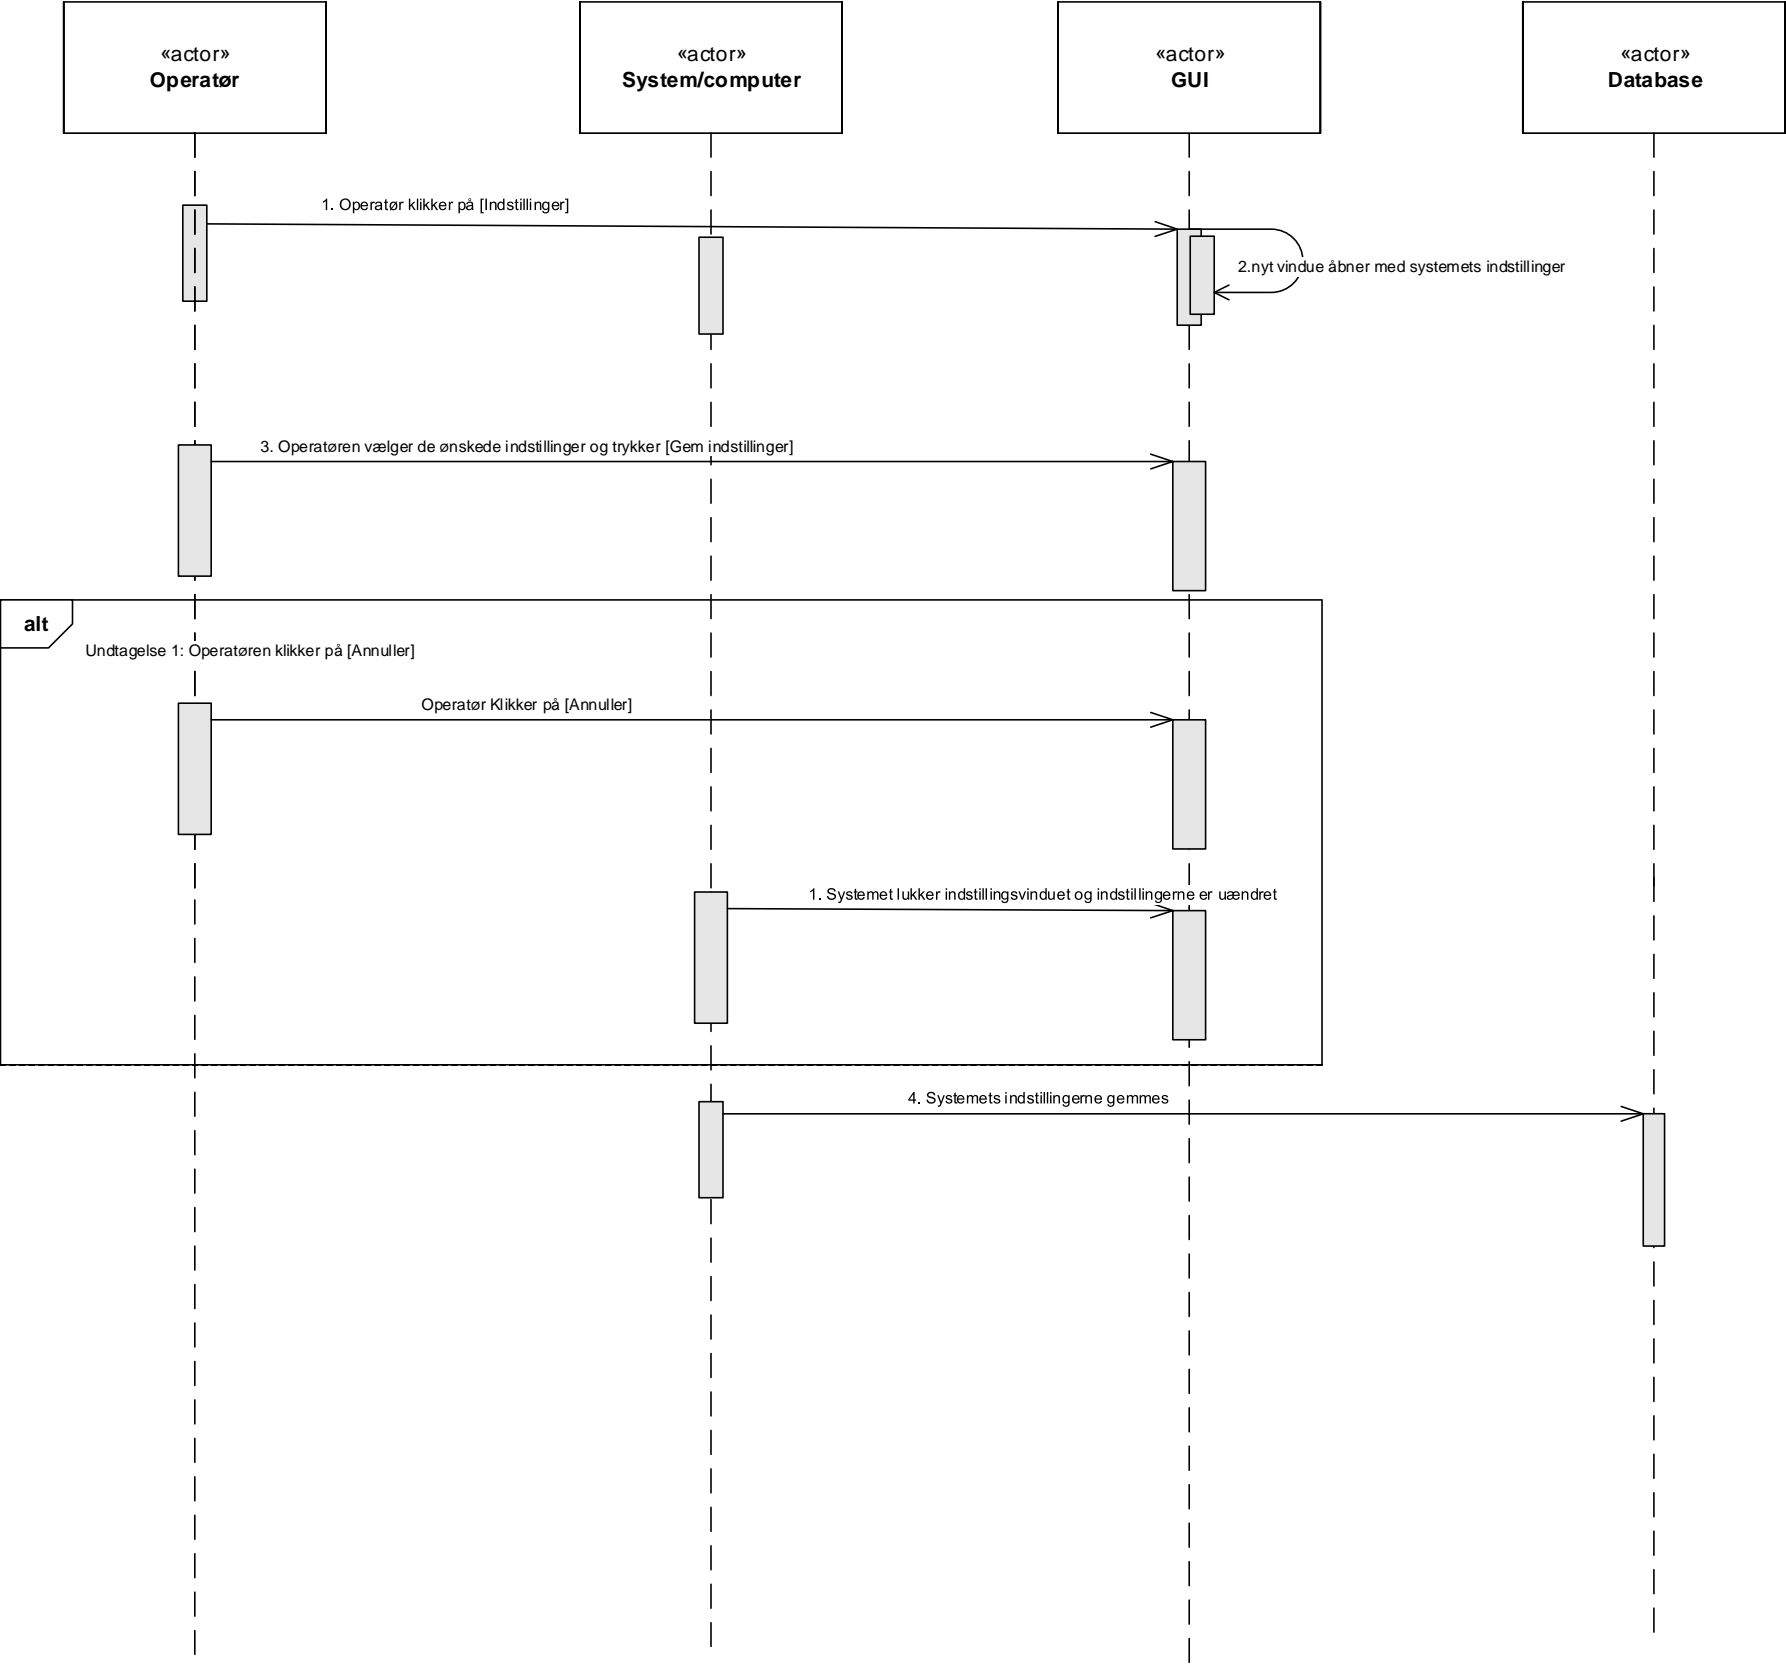 «actor»
Operatør
«actor»
System/computer
«actor»
GUI
«actor»
Database
1. Operatør klikker på [Indstillinger]
2.nyt vindue åbner med systemets indstillinger
3. Operatøren vælger de ønskede indstillinger og trykker [Gem indstillinger]
alt
Undtagelse 1: Operatøren klikker på [Annuller]
Operatør Klikker på [Annuller]
1. Systemet lukker indstillingsvinduet og indstillingerne er uændret
4. Systemets indstillingerne gemmes